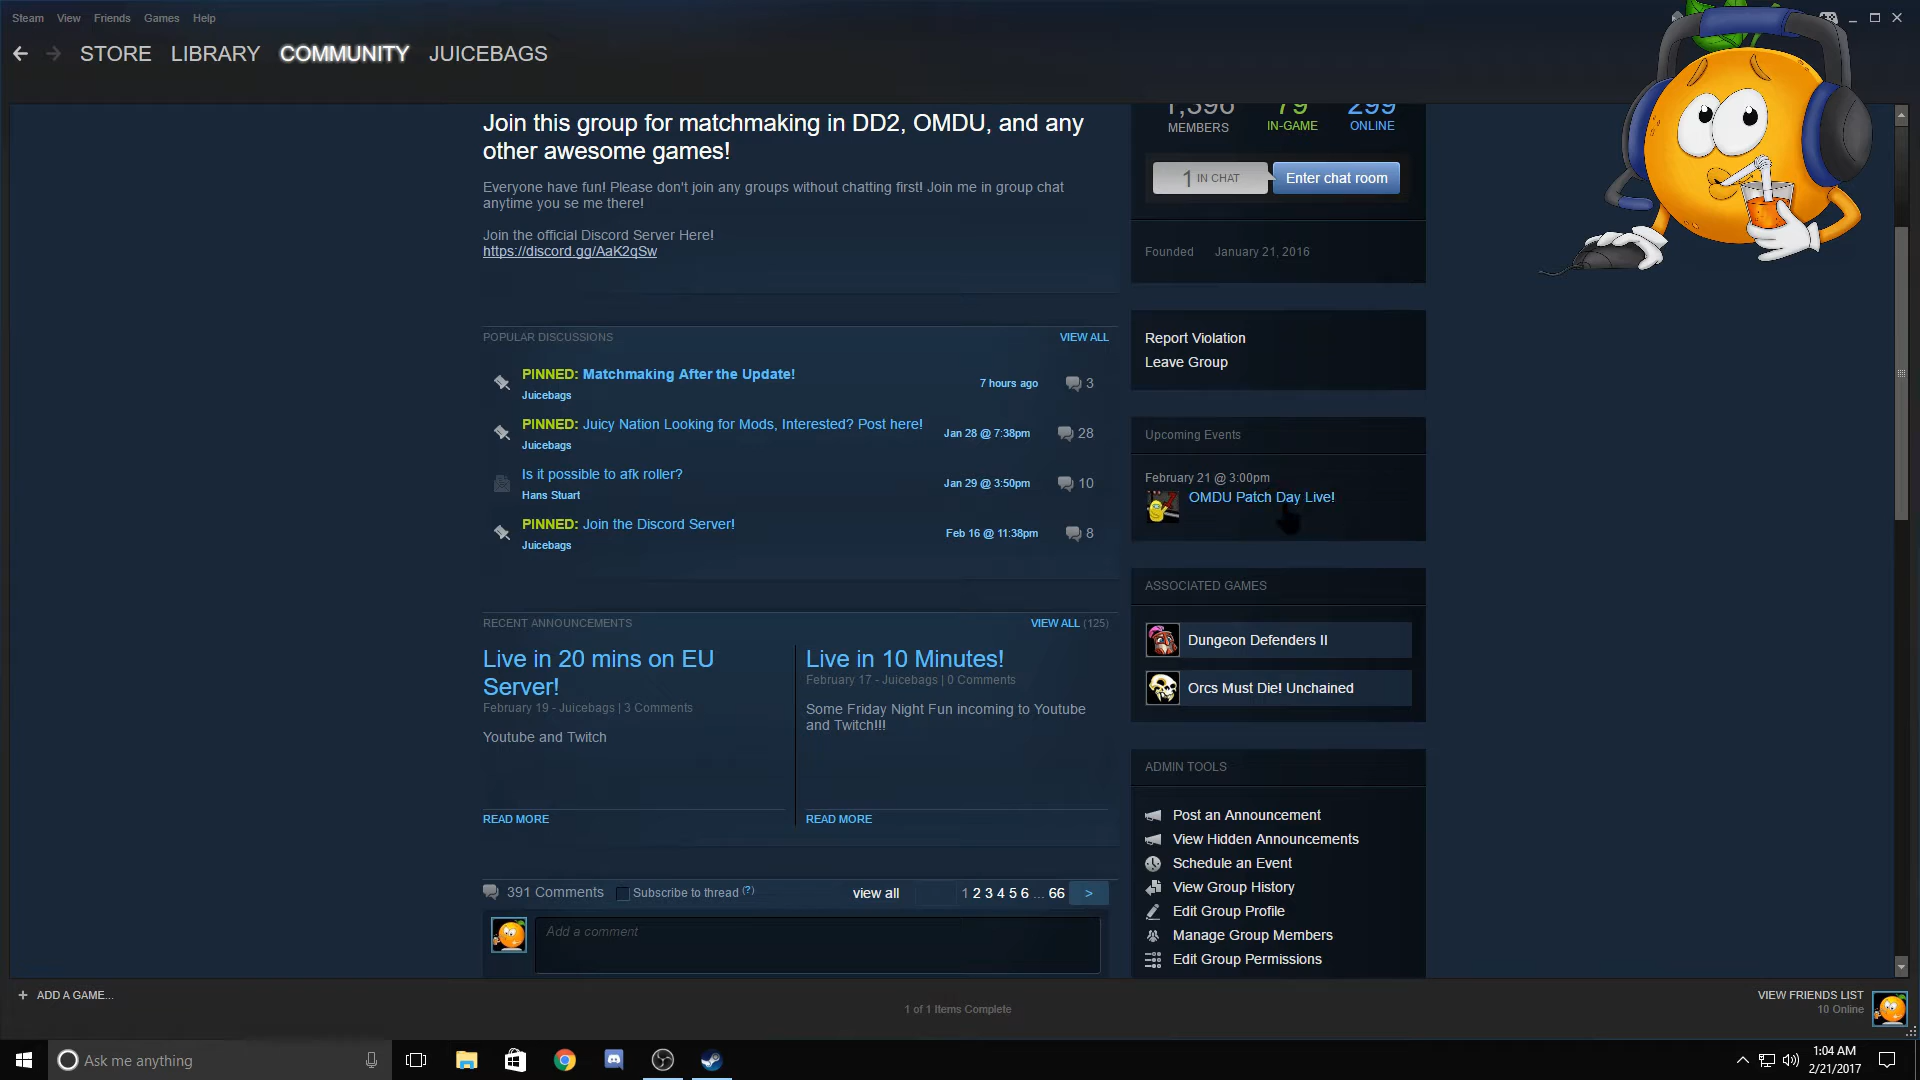 Steam View Friends Games Help
STORE LIBRARY COMMUNITY JUICEBAGS
Join this group for matchmaking in DD2, OMDU, and any
other awesome games!
Everyone have fun! Please don't join any groups without chatting first! Join me in group chat
anytime you se me there!
Join the official Discord Server Here!
https://discord.gg/AaK2qSw
POPULAR DISCUSSIONS VIEW ALL
PINNED: Matchmaking After the Update!
Juicebags
7 hours ago 3
PINNED: Juicy Nation Looking for Mods, Interested? Post here!
Juicebags
Jan 28 @ 7:38pm 28
Is it possible to afk roller?
Hans Stuart
Jan 29 @ 3:50pm 10
PINNED: Join the Discord Server!
Juicebags
Feb 16 @ 11:38pm 8
RECENT ANNOUNCEMENTS VIEW ALL (125)
Live in 20 mins on EU
Server!
February 19 - Juicebags | 3 Comments
Youtube and Twitch
READ MORE
Live in 10 Minutes!
February 17 - Juicebags | 0 Comments
Some Friday Night Fun incoming to Youtube
and Twitch!!!
READ MORE
391 Comments Subscribe to thread (?) view all 1 2 3 4 5 6 ... 66 >
Add a comment
1,396 79 299
MEMBERS IN-GAME ONLINE
1 IN CHAT Enter chat room
Founded January 21, 2016
Report Violation
Leave Group
Upcoming Events
February 21 @ 3:00pm
OMDU Patch Day Live!
ASSOCIATED GAMES
Dungeon Defenders II
Orcs Must Die! Unchained
ADMIN TOOLS
Post an Announcement
View Hidden Announcements
Schedule an Event
View Group History
Edit Group Profile
Manage Group Members
Edit Group Permissions
+ ADD A GAME...
1 of 1 Items Complete
VIEW FRIENDS LIST
10 Online
Ask me anything
1:04 AM
2/21/2017